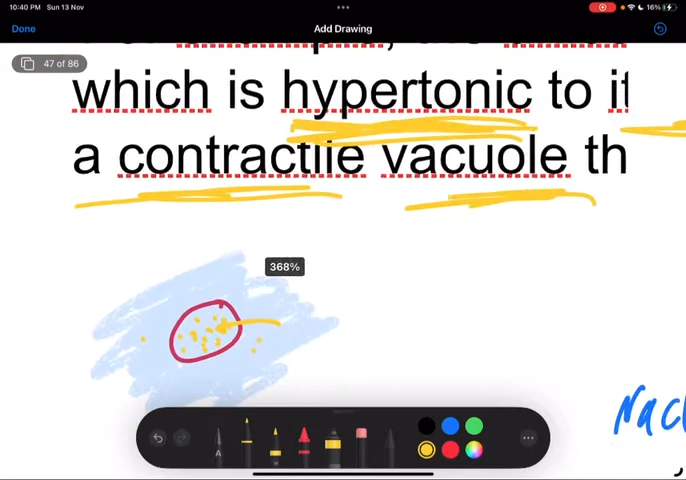 10:40 PM Sun 13 Nov 16%
Done Add Drawing
47 of 86
which is hypertonic to it
a contractile vacuole th
368%
A